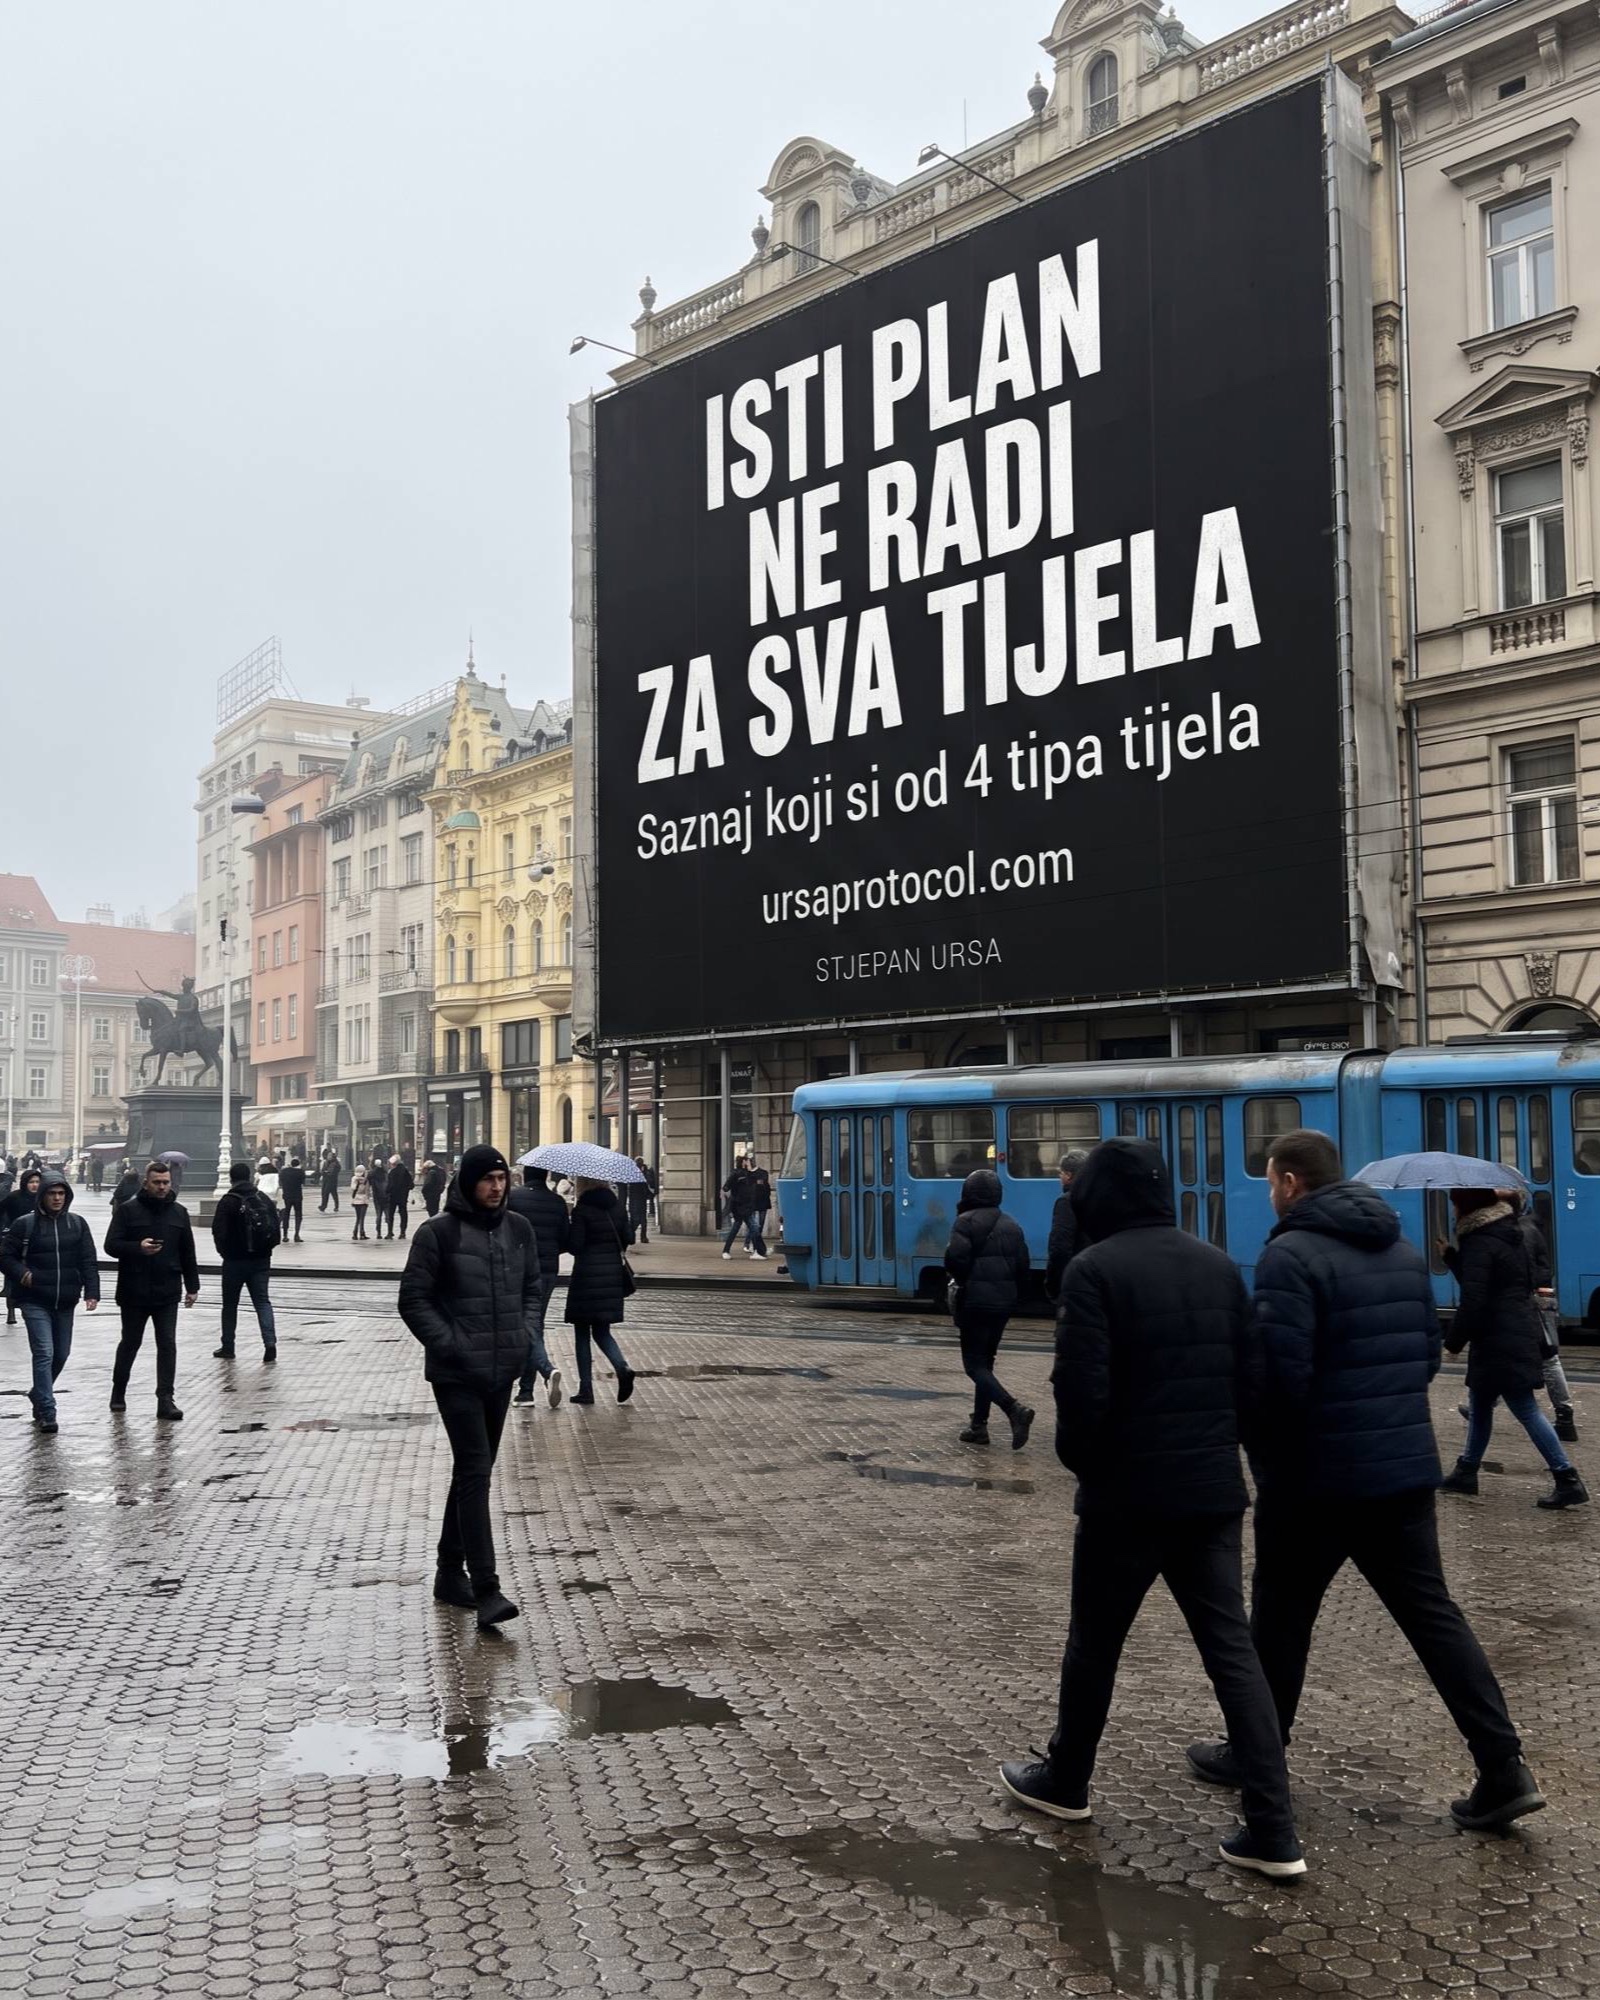 ISTI PLAN
NE RADI
ZA SVA TIJELA
Saznaj koji si od 4 tipa tijela
ursaprotocol.com
STJEPAN URSA